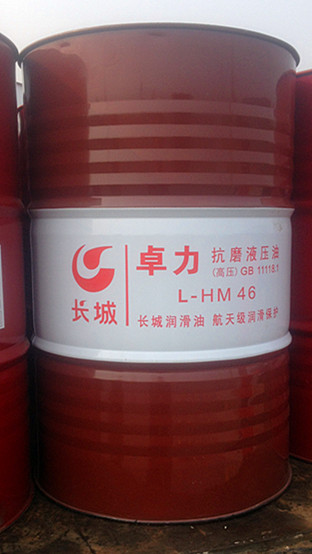 长城
卓力 抗磨液压油
(高压) GB 11118.1
L-HM 46
长城润滑油 航天级润滑保护